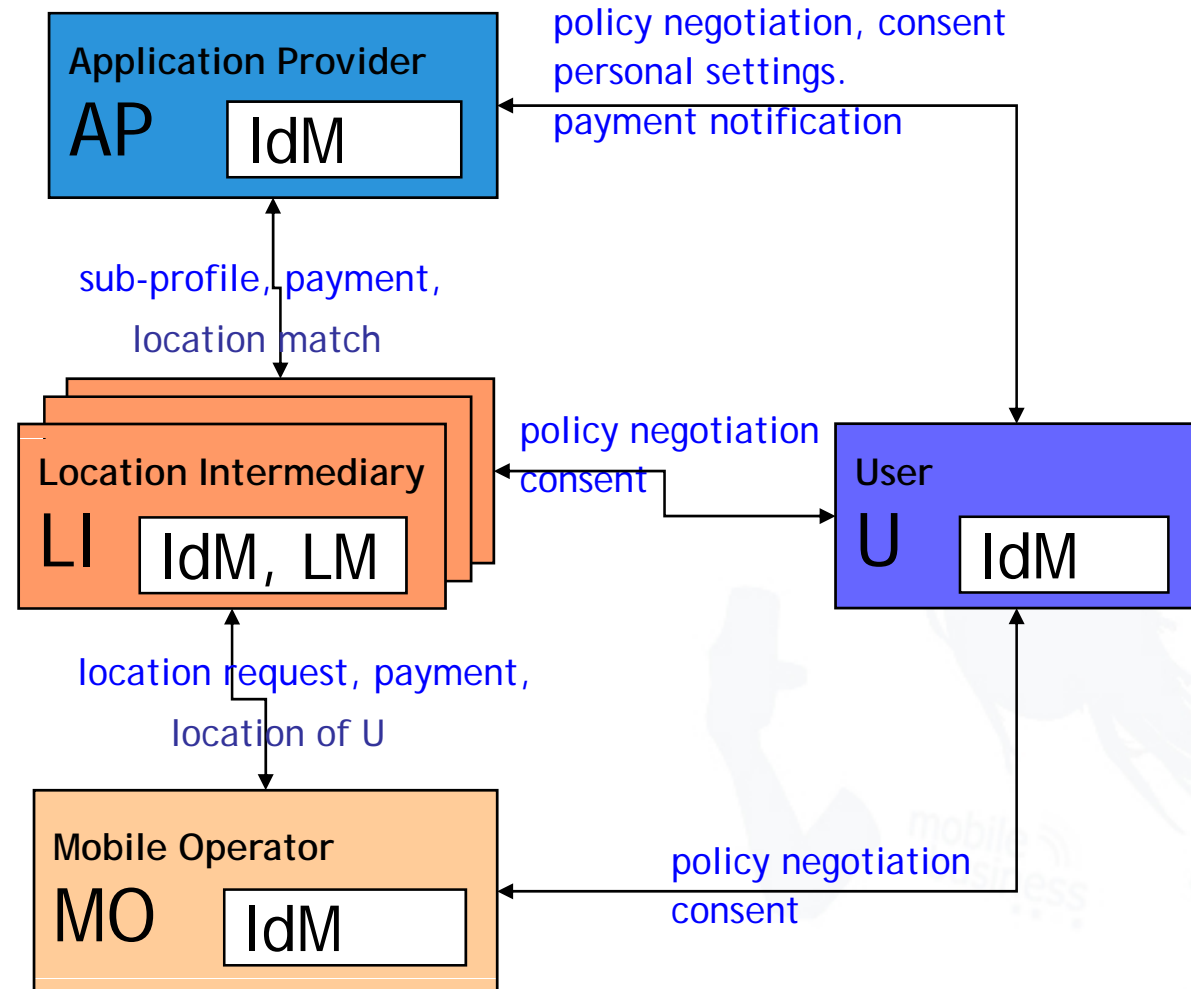 policy negotiation, consent
personal settings.
payment notification
Application Provider
AP
IdM
sub-profile, payment,
location match
policy negotiation
consent
Location Intermediary
LI
IdM, LM
User
U
IdM
location request, payment,
location of U
Mobile Operator
MO
IdM
policy negotiation
consent
mobile
business